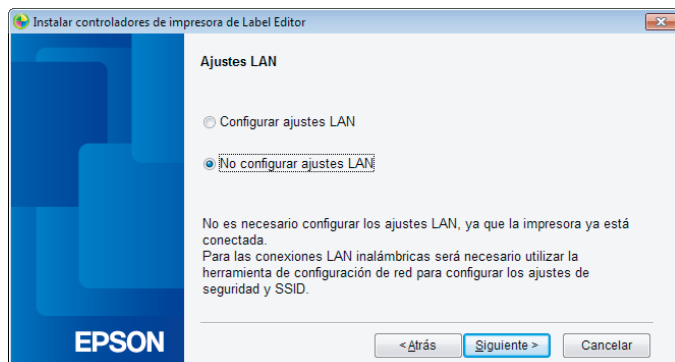 Instalar controladores de impresora de Label Editor
Ajustes LAN
Configurar ajustes LAN
No configurar ajustes LAN
No es necesario configurar los ajustes LAN, ya que la impresora ya está
conectada.
Para las conexiones LAN inalámbricas será necesario utilizar la
herramienta de configuración de red para configurar los ajustes de
seguridad y SSID.
EPSON
< Atrás Siguiente > Cancelar